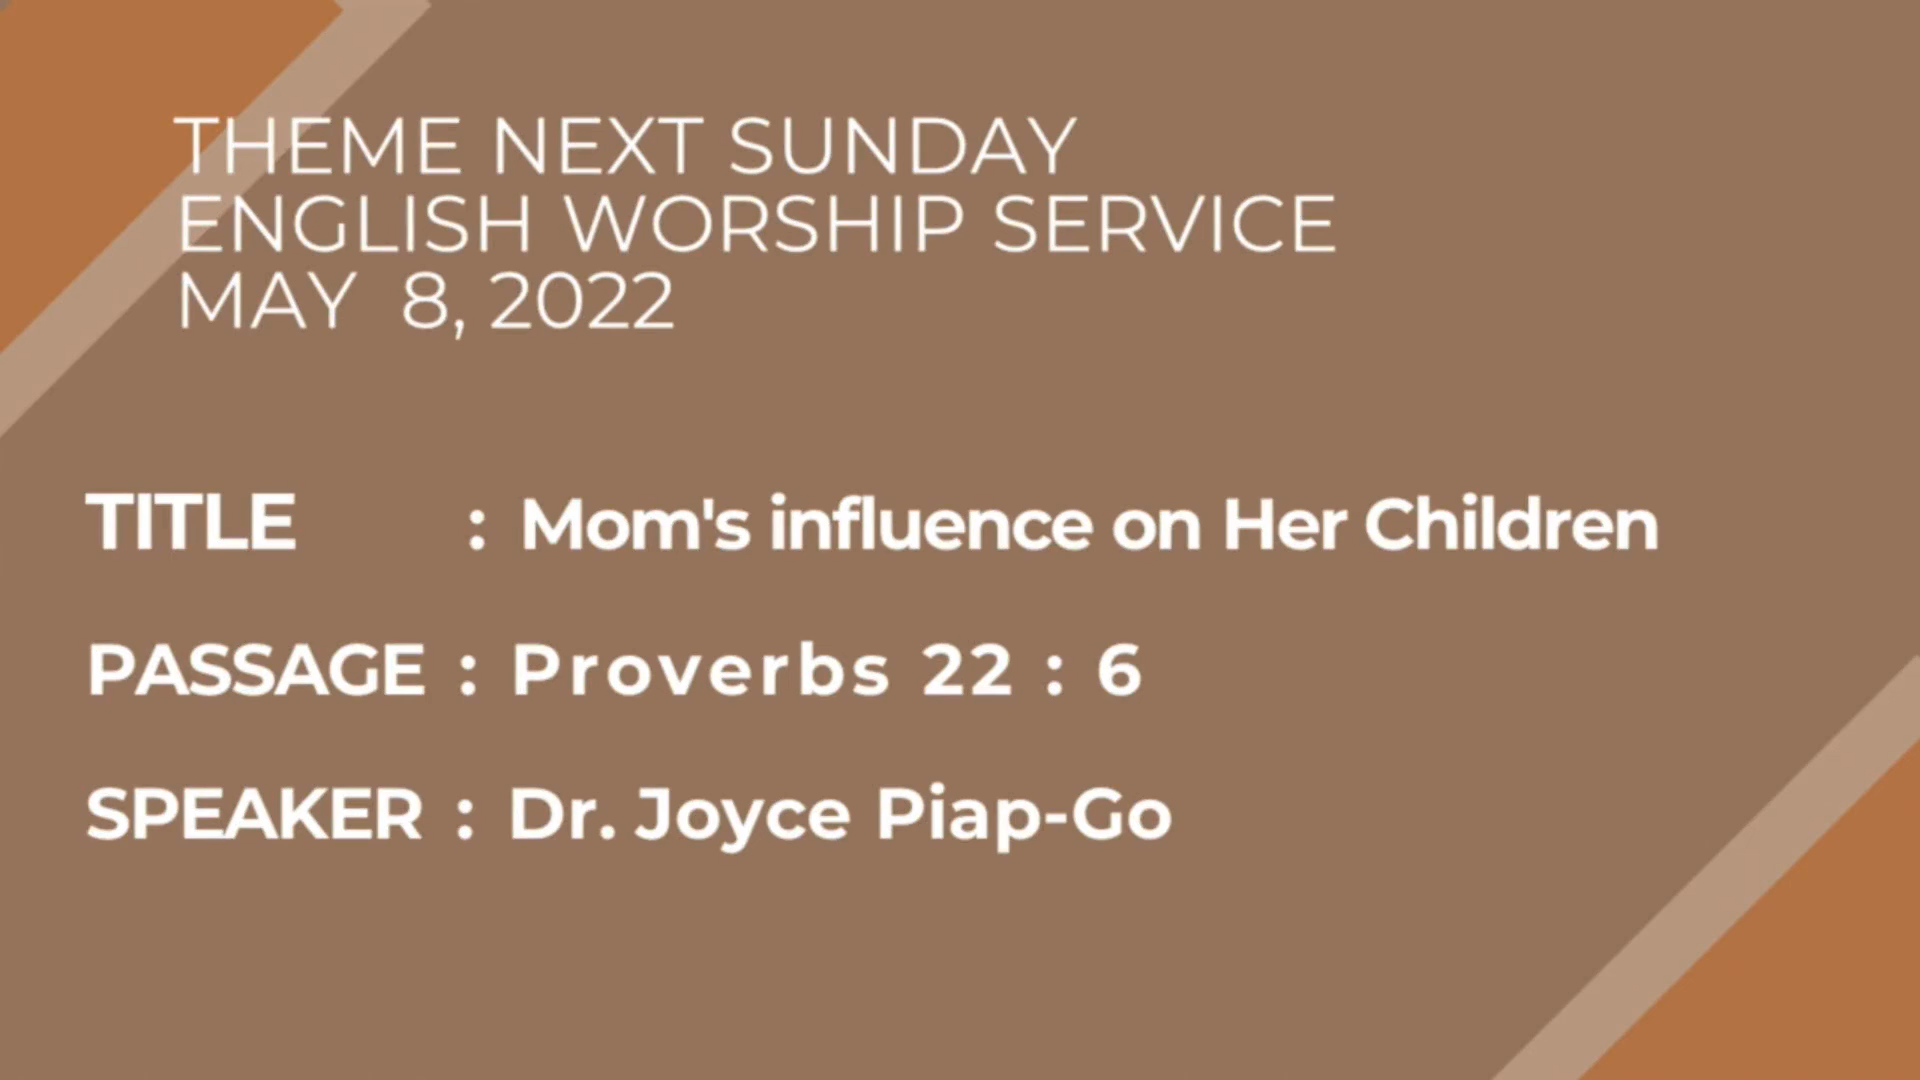 THEME NEXT SUNDAY
ENGLISH WORSHIP SERVICE
MAY 8, 2022
TITLE : Mom's influence on Her Children
PASSAGE : Proverbs 22 : 6
SPEAKER : Dr. Joyce Piap-Go